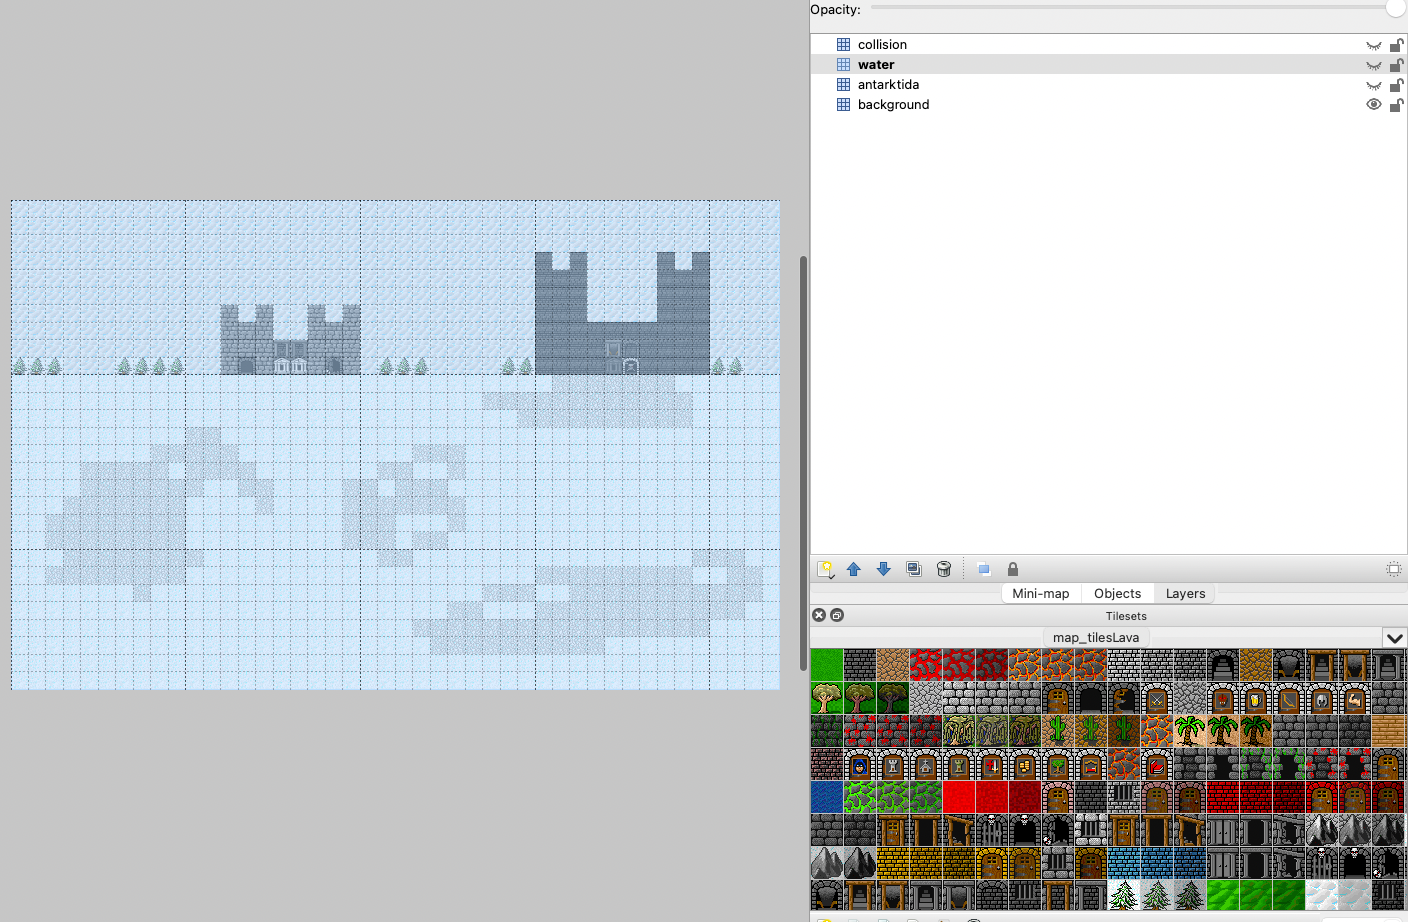 Opacity:
collision
water
antarktida
background
Mini-map
Objects
Layers
Tilesets
map_tilesLava